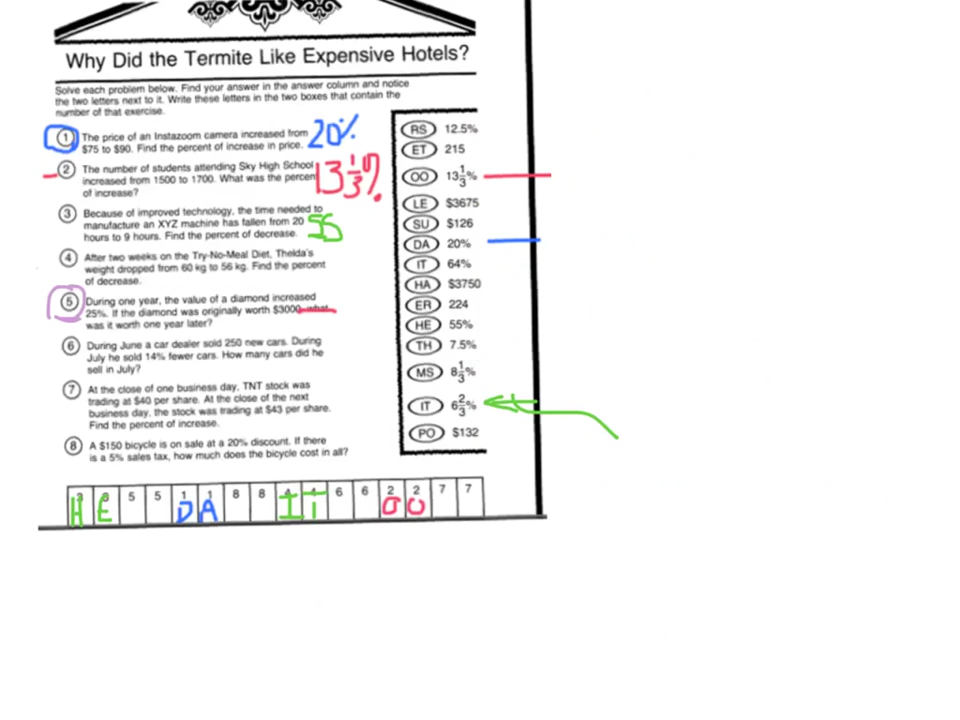 Why Did the Termite Like Expensive Hotels?
Solve each problem below. Find your answer in the answer column and notice
the two letters next to it. Write these letters in the two boxes that contain the
number of that exercise.
1 The price of an Instazoom camera increased from
$75 to $90. Find the percent of increase in price.
20%
2 The number of students attending Sky High School
increased from 1500 to 1700. What was the percent
of increase?
13 1/3 %
3 Because of improved technology, the time needed to
manufacture an XYZ machine has fallen from 20
hours to 9 hours. Find the percent of decrease.
55
4 After two weeks on the Try-No-Meal Diet, Thelda's
weight dropped from 60 kg to 56 kg. Find the percent
of decrease.
5 During one year, the value of a diamond increased
25%. If the diamond was originally worth $3000, what
was it worth one year later?
6 During June a car dealer sold 250 new cars. During
July he sold 14% fewer cars. How many cars did he
sell in July?
7 At the close of one business day, TNT stock was
trading at $40 per share. At the close of the next
business day, the stock was trading at $43 per share.
Find the percent of increase.
8 A $150 bicycle is on sale at a 20% discount. If there
is a 5% sales tax, how much does the bicycle cost in all?
RS 12.5%
ET 215
OO 13 1/3 %
LE $3675
SU $126
DA 20%
IT 64%
HA $3750
ER 224
HE 55%
TH 7.5%
MS 8 1/3 %
IT 6 2/3 %
PO $132
3 3 5 5 1 1 8 8 4 4 6 6 2 2 7 7
H E D A I T O O